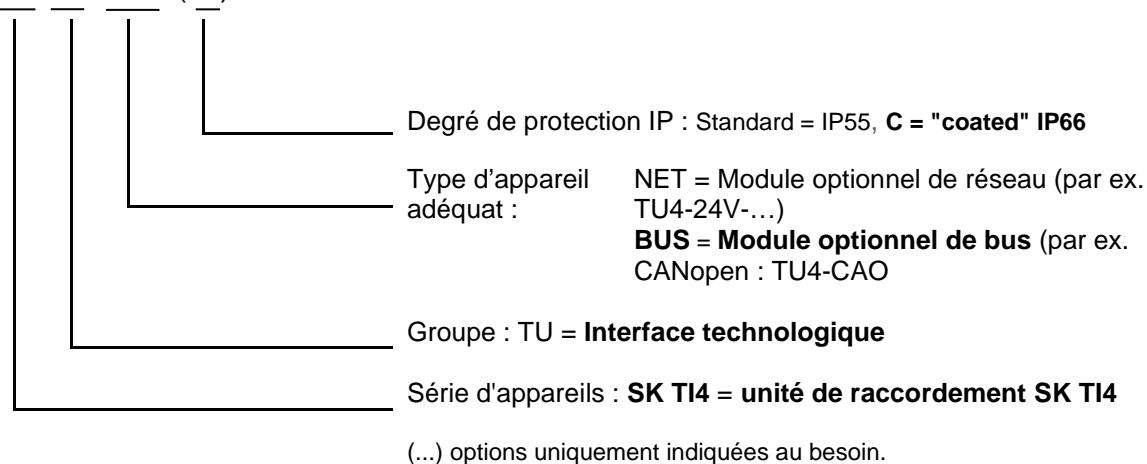 Degré de protection IP : Standard = IP55, C = "coated" IP66
Type d’appareil adéquat :
NET = Module optionnel de réseau (par ex. TU4-24V-…)
BUS = Module optionnel de bus (par ex. CANopen : TU4-CAO
Groupe : TU = Interface technologique
Série d'appareils : SK TI4 = unité de raccordement SK TI4
(...) options uniquement indiquées au besoin.